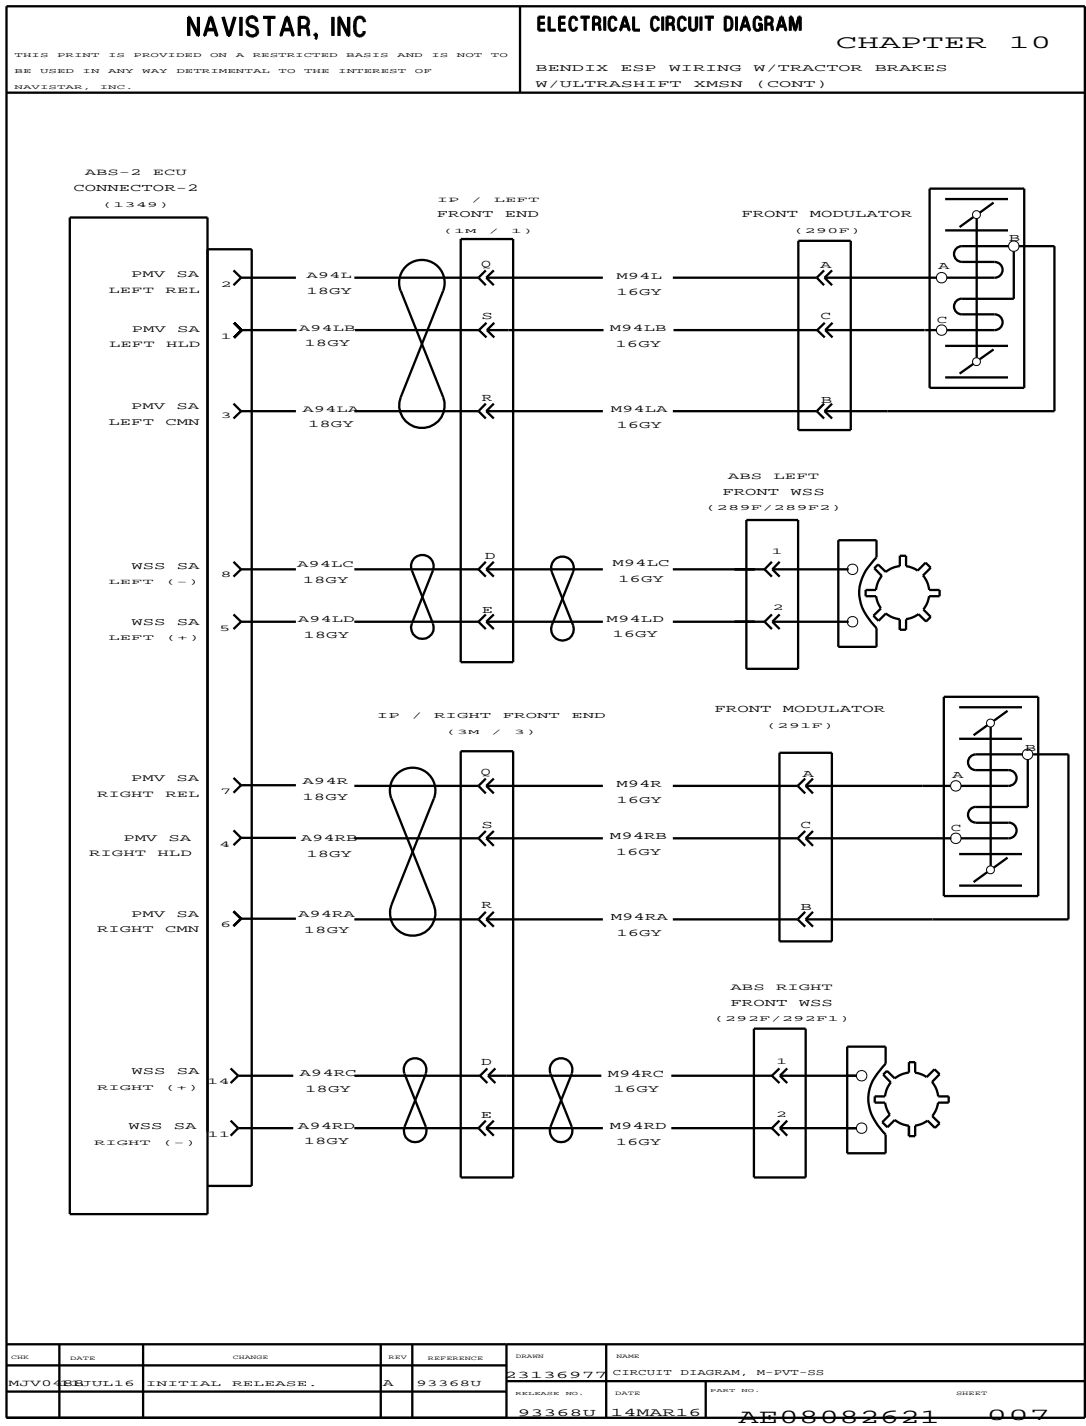 NAVISTAR, INC
THIS PRINT IS PROVIDED ON A RESTRICTED BASIS AND IS NOT TO
BE USED IN ANY WAY DETRIMENTAL TO THE INTEREST OF
NAVISTAR, INC.
ELECTRICAL CIRCUIT DIAGRAM
CHAPTER 10
BENDIX ESP WIRING W/TRACTOR BRAKES
W/ULTRASHIFT XMSN (CONT)
ABS-2 ECU
CONNECTOR-2
(1349)
IP / LEFT
FRONT END
(1M / 1)
FRONT MODULATOR
(290F)
PMV SA
LEFT REL
2
A94L
18GY
Q
M94L
16GY
A
A
B
PMV SA
LEFT HLD
1
A94LB
18GY
S
M94LB
16GY
C
C
PMV SA
LEFT CMN
3
A94LA
18GY
R
M94LA
16GY
B
ABS LEFT
FRONT WSS
(289F/289F2)
WSS SA
LEFT (-)
8
A94LC
18GY
D
M94LC
16GY
1
WSS SA
LEFT (+)
5
A94LD
18GY
E
M94LD
16GY
2
IP / RIGHT FRONT END
(3M / 3)
FRONT MODULATOR
(291F)
PMV SA
RIGHT REL
7
A94R
18GY
Q
M94R
16GY
A
A
B
PMV SA
RIGHT HLD
4
A94RB
18GY
S
M94RB
16GY
C
C
PMV SA
RIGHT CMN
6
A94RA
18GY
R
M94RA
16GY
B
ABS RIGHT
FRONT WSS
(292F/292F1)
WSS SA
RIGHT (+)
14
A94RC
18GY
D
M94RC
16GY
1
WSS SA
RIGHT (-)
11
A94RD
18GY
E
M94RD
16GY
2
CHK DATE CHANGE REV REFERENCE
INITIAL RELEASE. A 93368U
DRAWN
23136977
NAME
CIRCUIT DIAGRAM, M-PVT-SS
RELEASE NO.
93368U
DATE
14MAR16
PART NO.
AE08082621
SHEET
007